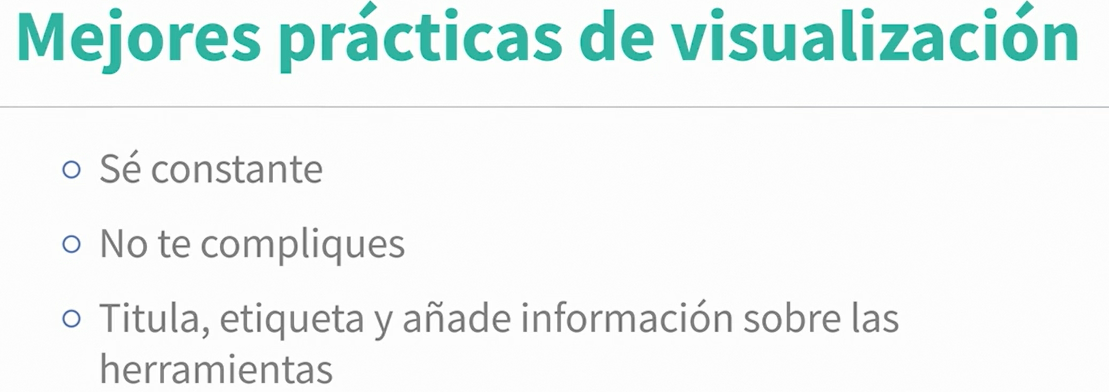 Mejores prácticas de visualización
Sé constante
No te compliques
Titula, etiqueta y añade información sobre las
herramientas